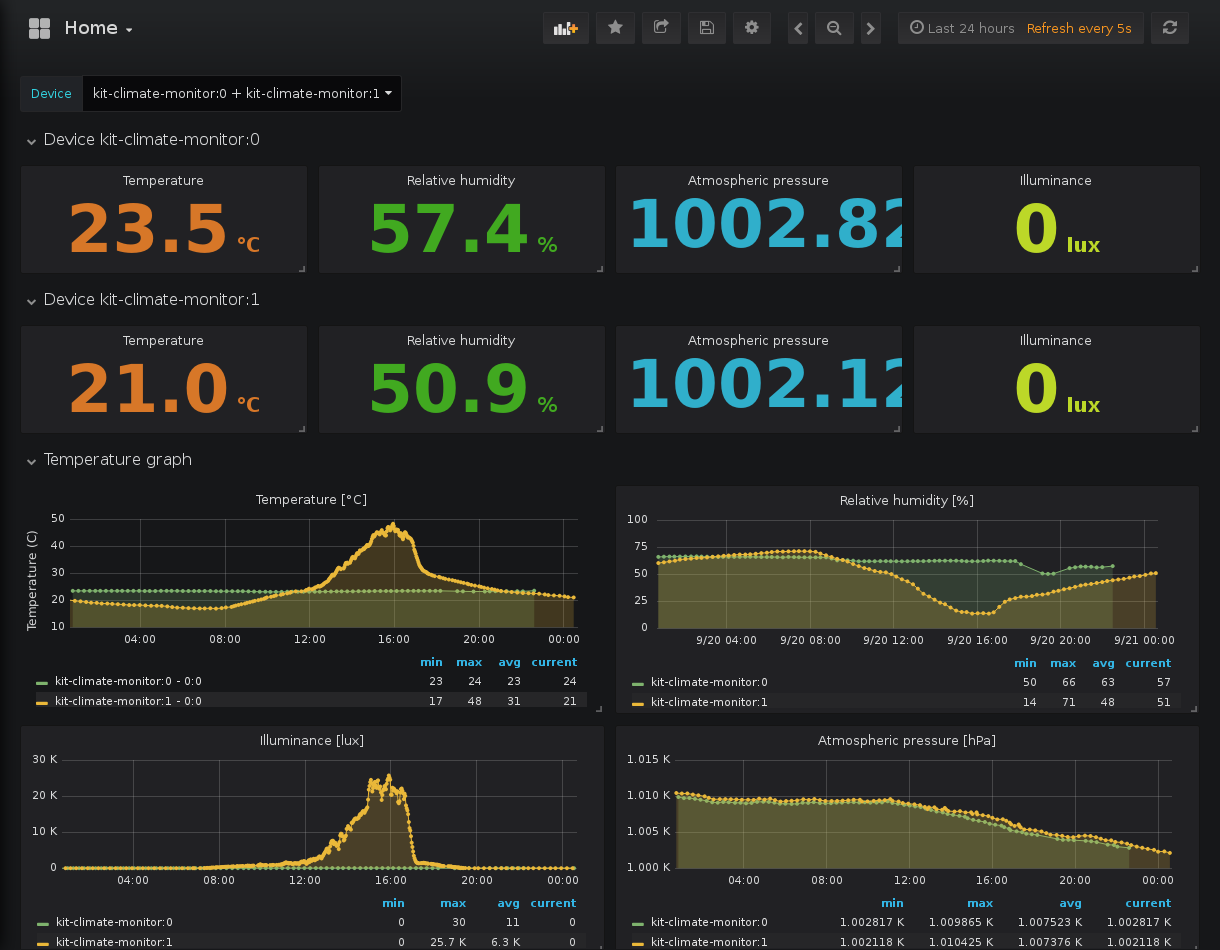 Home
Last 24 hours Refresh every 5s
Device kit-climate-monitor:0 + kit-climate-monitor:1
Device kit-climate-monitor:0
Temperature Relative humidity Atmospheric pressure Illuminance
23.5 °C 57.4 % 1002.82 0 lux
Device kit-climate-monitor:1
Temperature Relative humidity Atmospheric pressure Illuminance
21.0 °C 50.9 % 1002.12 0 lux
Temperature graph
Temperature [°C]
Temperature (C)
50
40
30
20
10
04:00 08:00 12:00 16:00 20:00 00:00
min max avg current
kit-climate-monitor:0 - 0:0 23 24 23 24
kit-climate-monitor:1 - 0:0 17 48 31 21
Relative humidity [%]
100
75
50
25
0
9/20 04:00 9/20 08:00 9/20 12:00 9/20 16:00 9/20 20:00 9/21 00:00
min max avg current
kit-climate-monitor:0 50 66 63 57
kit-climate-monitor:1 14 71 48 51
Illuminance [lux]
30 K
20 K
10 K
0
04:00 08:00 12:00 16:00 20:00 00:00
min max avg current
kit-climate-monitor:0 0 30 11 0
kit-climate-monitor:1 0 25.7 K 6.3 K 0
Atmospheric pressure [hPa]
1.015 K
1.010 K
1.005 K
1.000 K
04:00 08:00 12:00 16:00 20:00 00:00
min max avg current
kit-climate-monitor:0 1.002817 K 1.009865 K 1.007523 K 1.002817 K
kit-climate-monitor:1 1.002118 K 1.010425 K 1.007376 K 1.002118 K